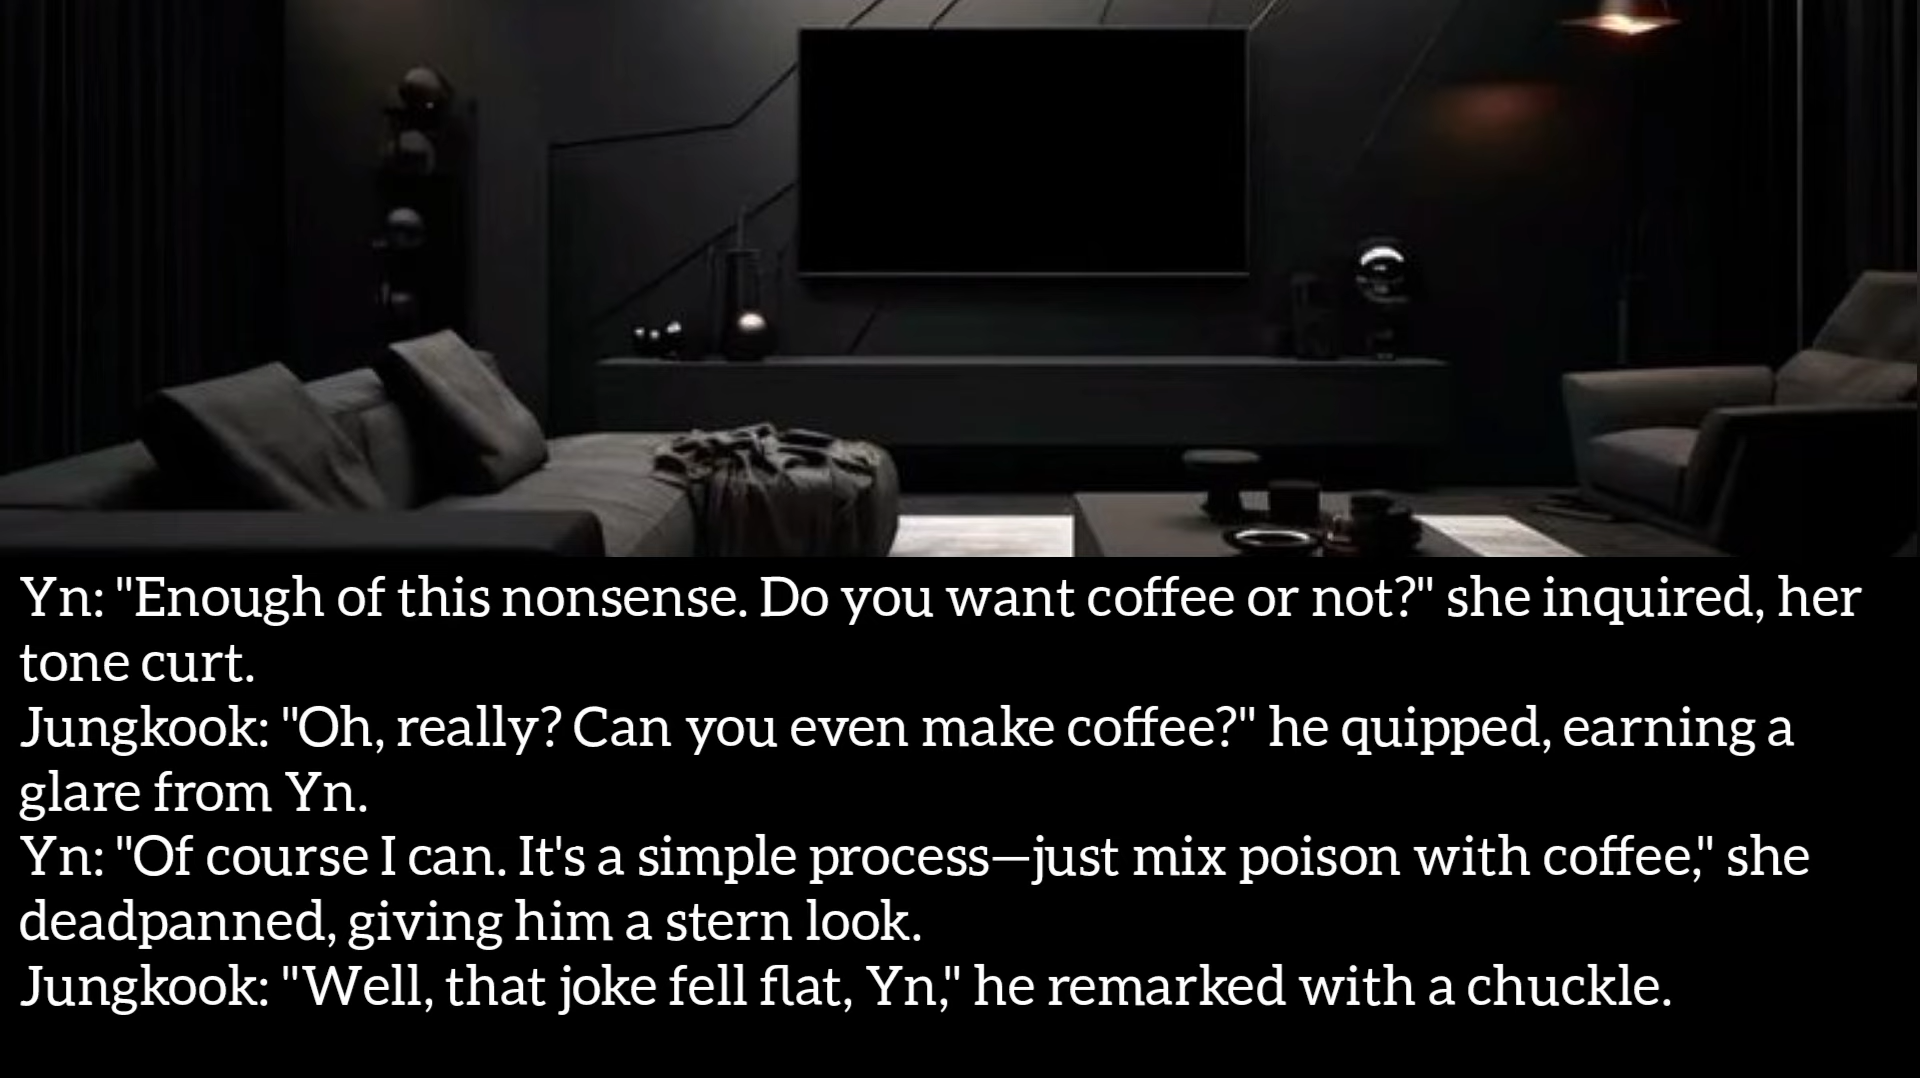 Yn: "Enough of this nonsense. Do you want coffee or not?" she inquired, her
tone curt.
Jungkook: "Oh, really? Can you even make coffee?" he quipped, earning a
glare from Yn.
Yn: "Of course I can. It's a simple process—just mix poison with coffee," she
deadpanned, giving him a stern look.
Jungkook: "Well, that joke fell flat, Yn," he remarked with a chuckle.